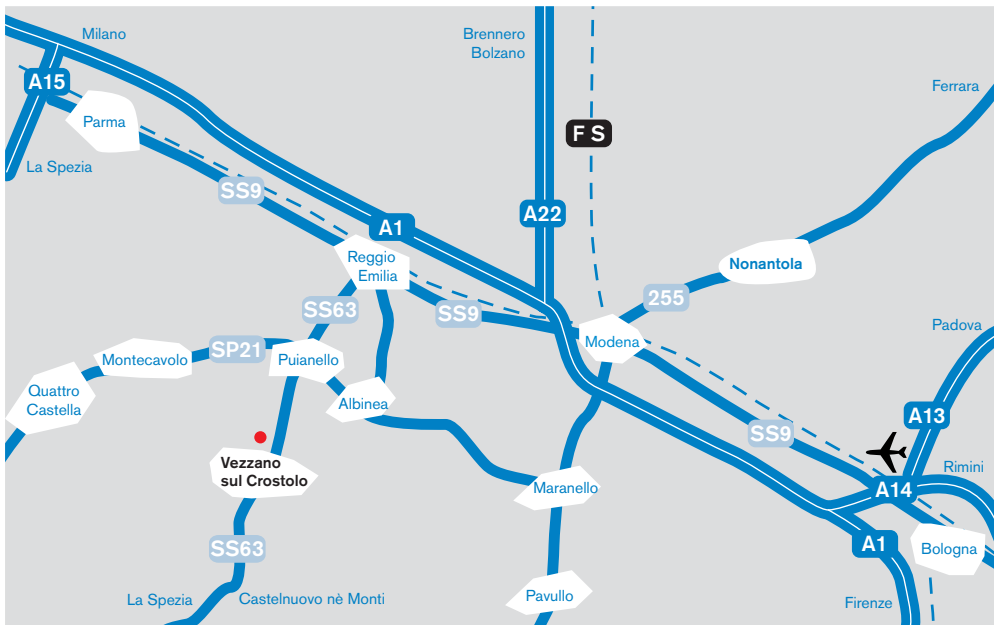 Milano
Brennero
Bolzano
A15
Ferrara
Parma
F S
La Spezia
SS9
A22
A1
Reggio
Emilia
Nonantola
255
SS63
SS9
Padova
Modena
SP21
Montecavolo
Puianello
Quattro
Castella
Albinea
A13
SS9
Vezzano
sul Crostolo
Rimini
Maranello
A14
SS63
A1
Bologna
Pavullo
La Spezia
Castelnuovo nè Monti
Firenze